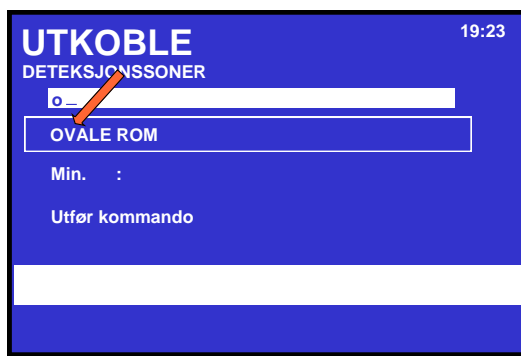 19:23
UTKOBLE
DETEKSJONSSONER
o_
OVALE ROM
Min. :
Utfør kommando